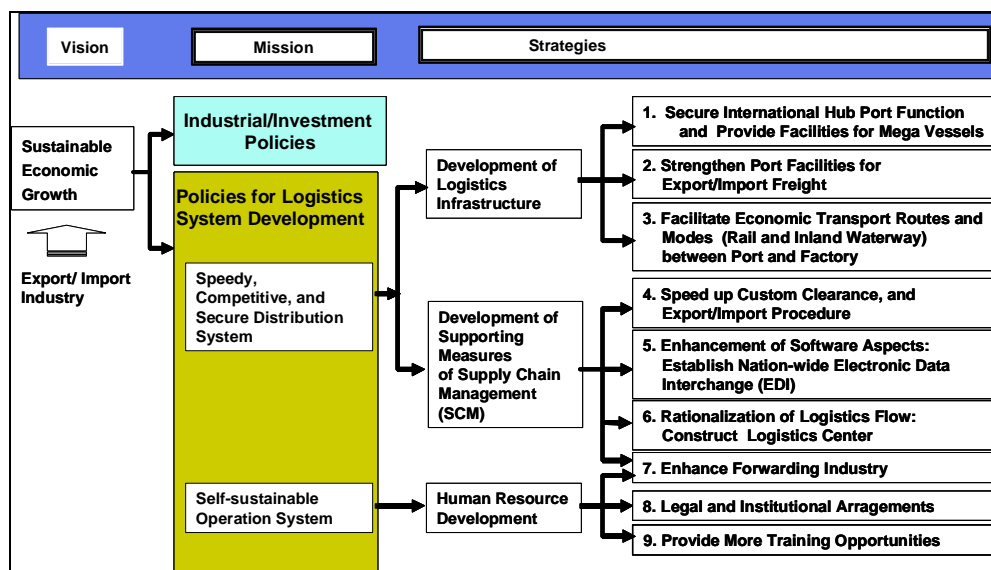 Vision
Mission
Strategies
Sustainable
Economic
Growth
Export/ Import
Industry
Industrial/Investment
Policies
Policies for Logistics
System Development
Speedy,
Competitive, and
Secure Distribution
System
Self-sustainable
Operation System
Development of
Logistics
Infrastructure
Development of
Supporting
Measures
of Supply Chain
Management
(SCM)
Human Resource
Development
1. Secure International Hub Port Function
and Provide Facilities for Mega Vessels
2. Strengthen Port Facilities for
Export/Import Freight
3. Facilitate Economic Transport Routes and
Modes (Rail and Inland Waterway)
between Port and Factory
4. Speed up Custom Clearance, and
Export/Import Procedure
5. Enhancement of Software Aspects:
Establish Nation-wide Electronic Data
Interchange (EDI)
6. Rationalization of Logistics Flow:
Construct Logistics Center
7. Enhance Forwarding Industry
8. Legal and Institutional Arragements
9. Provide More Training Opportunities